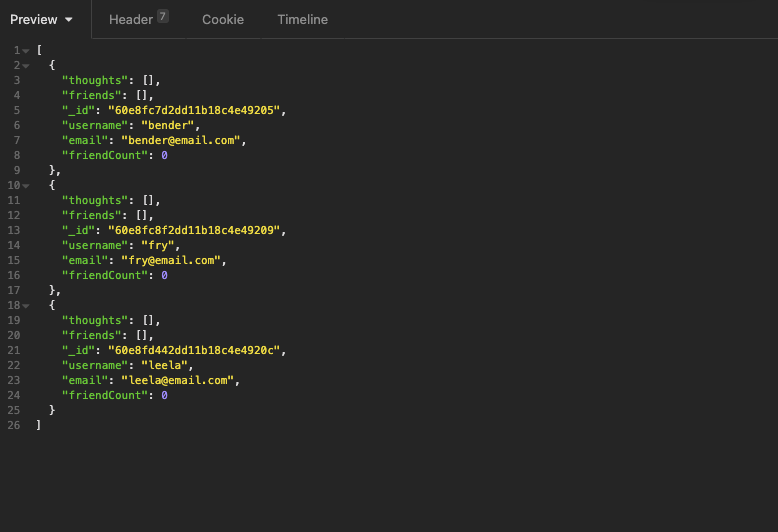 Preview Header 7 Cookie Timeline
1 [
2 {
3 "thoughts": [],
4 "friends": [],
5 "_id": "60e8fc7d2dd11b18c4e49205",
6 "username": "bender",
7 "email": "bender@email.com",
8 "friendCount": 0
9 },
10 {
11 "thoughts": [],
12 "friends": [],
13 "_id": "60e8fc8f2dd11b18c4e49209",
14 "username": "fry",
15 "email": "fry@email.com",
16 "friendCount": 0
17 },
18 {
19 "thoughts": [],
20 "friends": [],
21 "_id": "60e8fd442dd11b18c4e4920c",
22 "username": "leela",
23 "email": "leela@email.com",
24 "friendCount": 0
25 }
26 ]